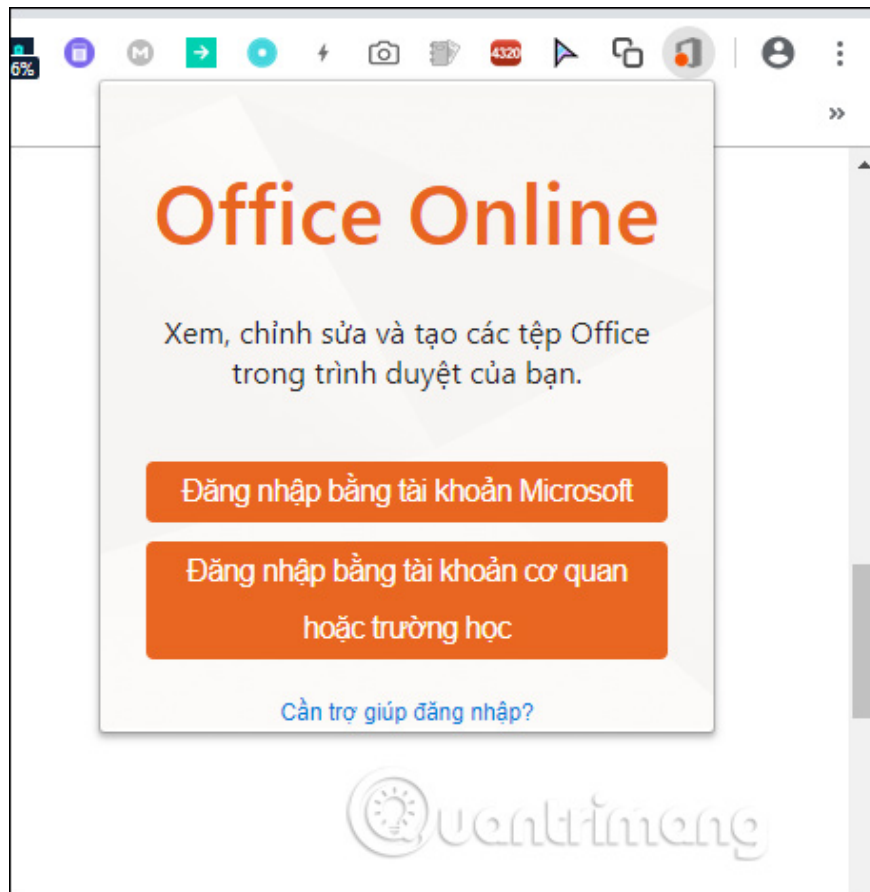 6%
M
4320
Office Online
Xem, chỉnh sửa và tạo các tệp Office
trong trình duyệt của bạn.
Đăng nhập bằng tài khoản Microsoft
Đăng nhập bằng tài khoản cơ quan
hoặc trường học
Cần trợ giúp đăng nhập?
Quantrimang